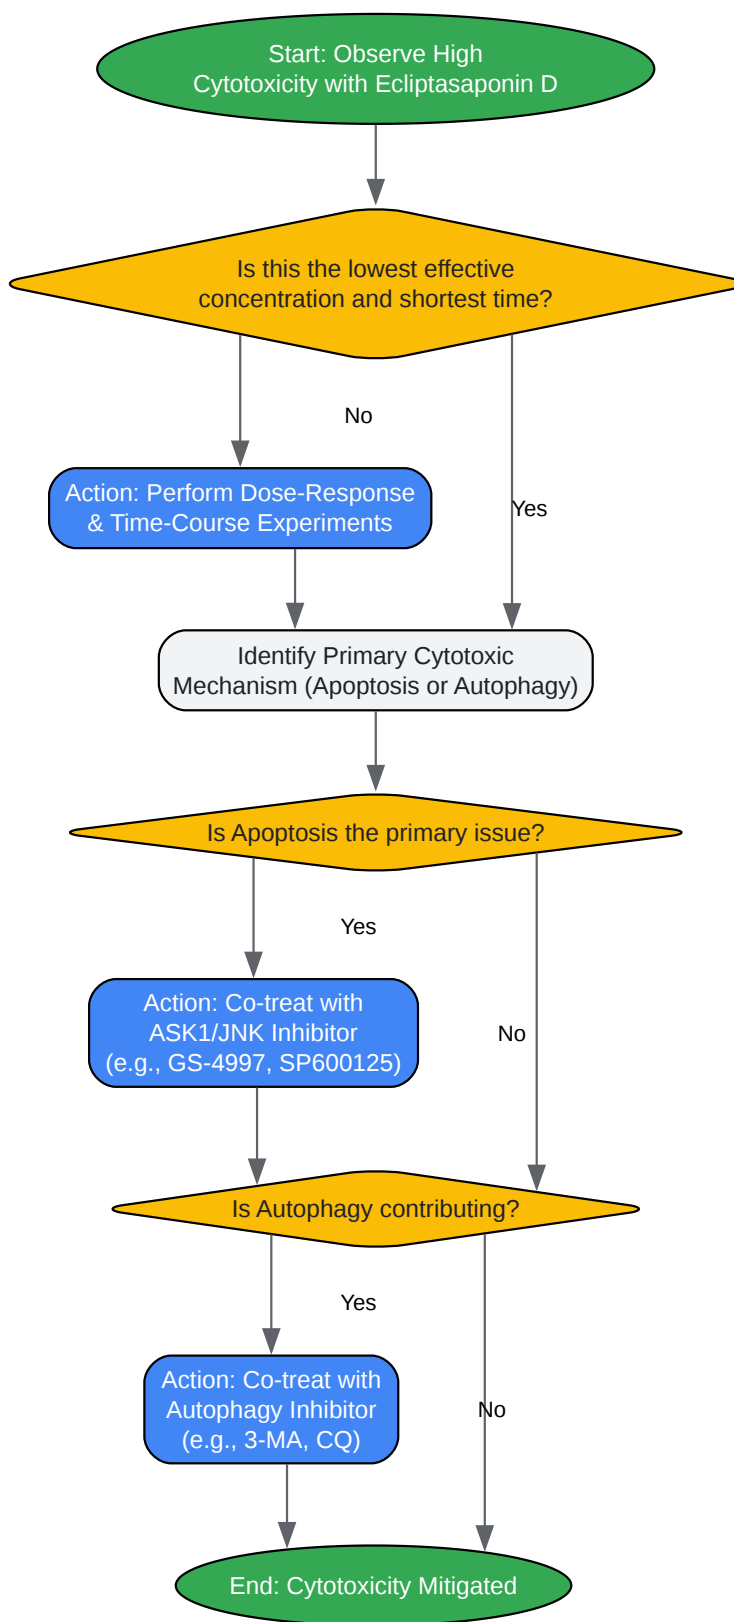 Start: Observe High
Cytotoxicity with Ecliptasaponin D
Is this the lowest effective
concentration and shortest time?
No
Action: Perform Dose-Response
& Time-Course Experiments
Yes
Identify Primary Cytotoxic
Mechanism (Apoptosis or Autophagy)
Is Apoptosis the primary issue?
Yes
Action: Co-treat with
ASK1/JNK Inhibitor
(e.g., GS-4997, SP600125)
No
Is Autophagy contributing?
Yes
Action: Co-treat with
Autophagy Inhibitor
(e.g., 3-MA, CQ)
No
End: Cytotoxicity Mitigated